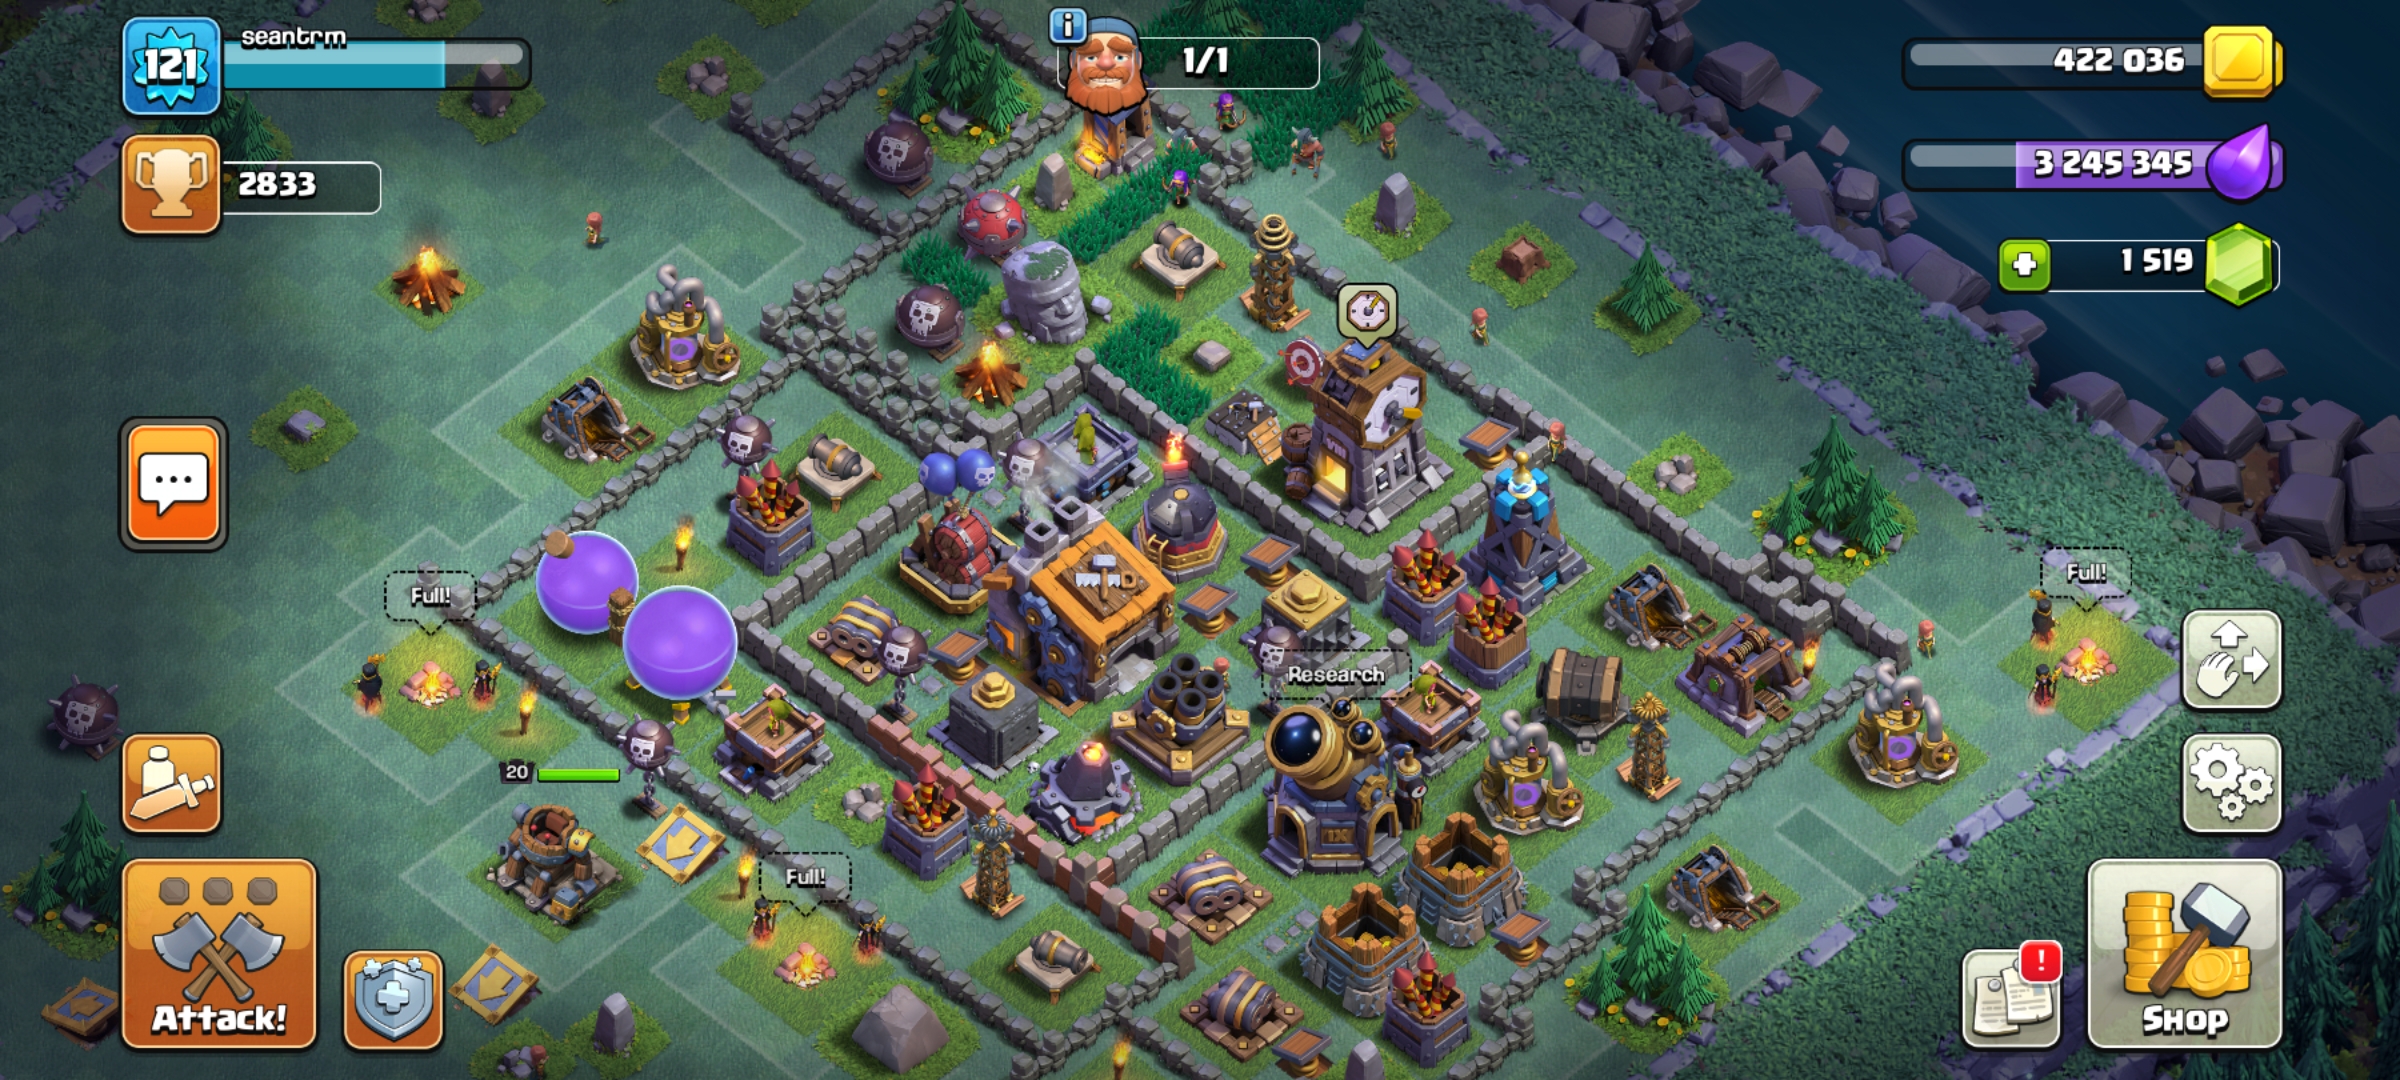 121
seantrm
1/1
422 036
2833
3 245 345
1 519
Full!
Full!
Research
20
Full!
IX
Attack!
!
Shop